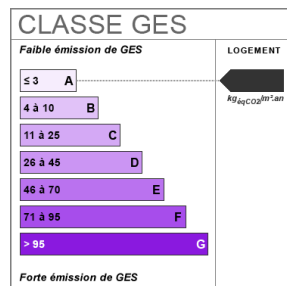 CLASSE GES
Faible émission de GES
LOGEMENT
≤ 3 A
4 à 10 B
11 à 25 C
26 à 45 D
46 à 70 E
71 à 95 F
> 95 G
kgéqCO2/m².an
Forte émission de GES